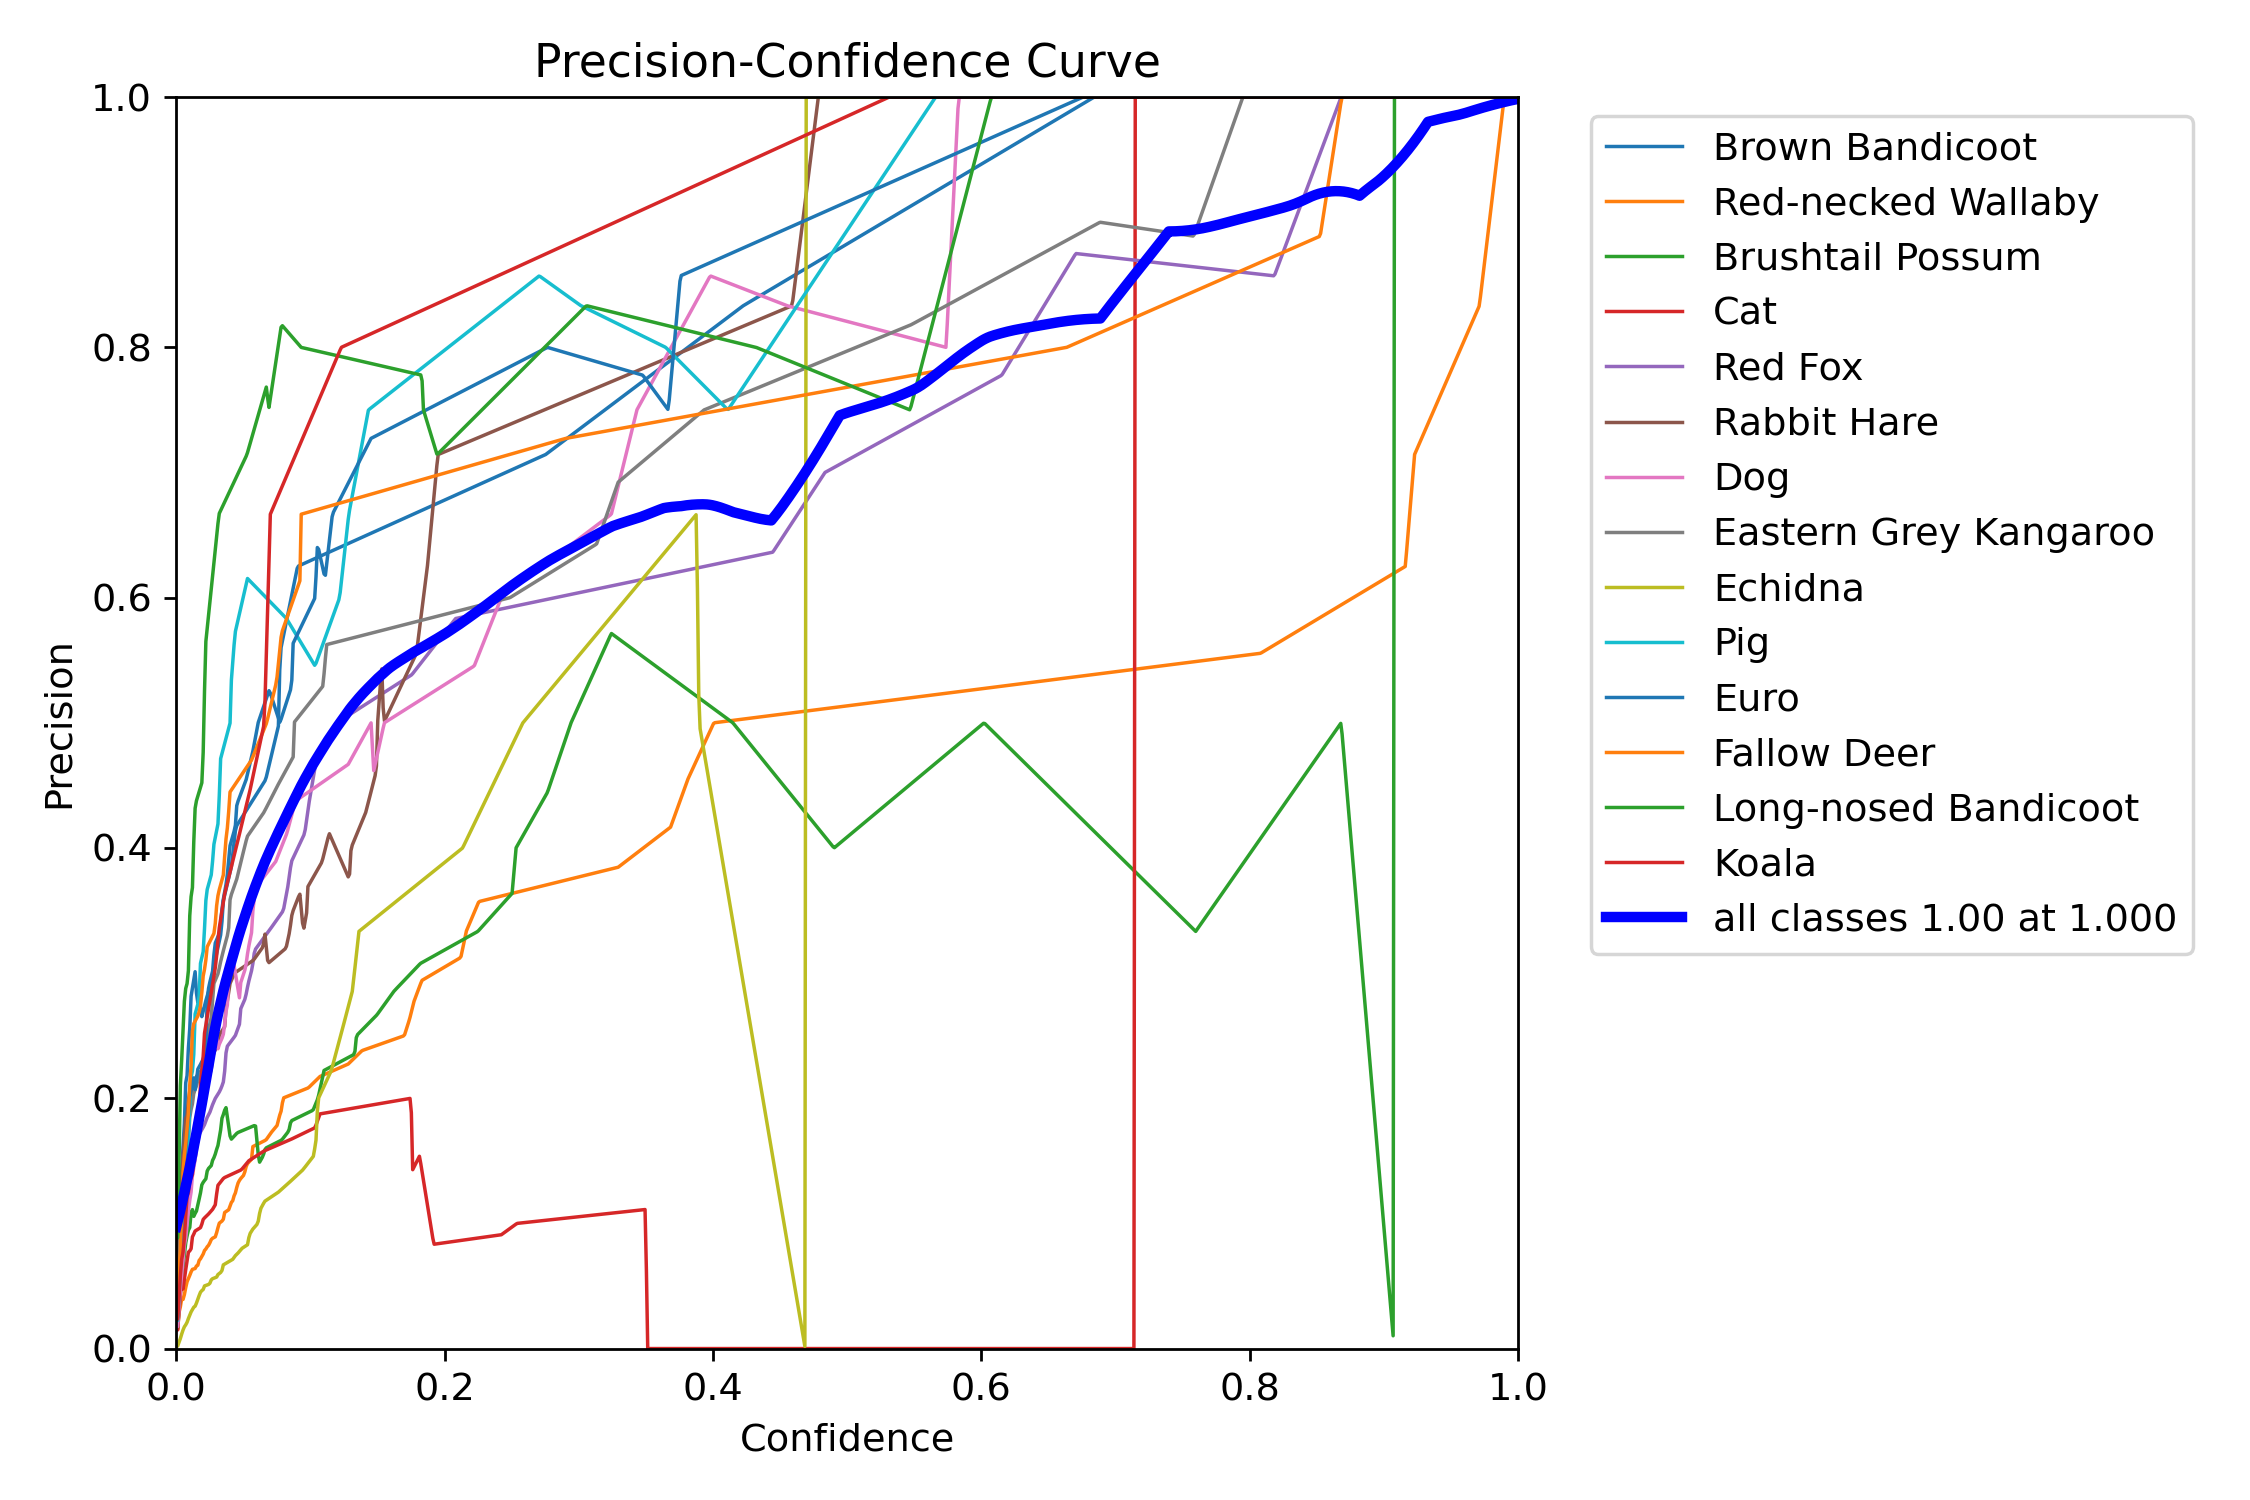 Precision-Confidence Curve
1.0
0.8
0.6
0.4
0.2
0.0
Precision
0.0 0.2 0.4 0.6 0.8 1.0
Confidence
Brown Bandicoot
Red-necked Wallaby
Brushtail Possum
Cat
Red Fox
Rabbit Hare
Dog
Eastern Grey Kangaroo
Echidna
Pig
Euro
Fallow Deer
Long-nosed Bandicoot
Koala
all classes 1.00 at 1.000